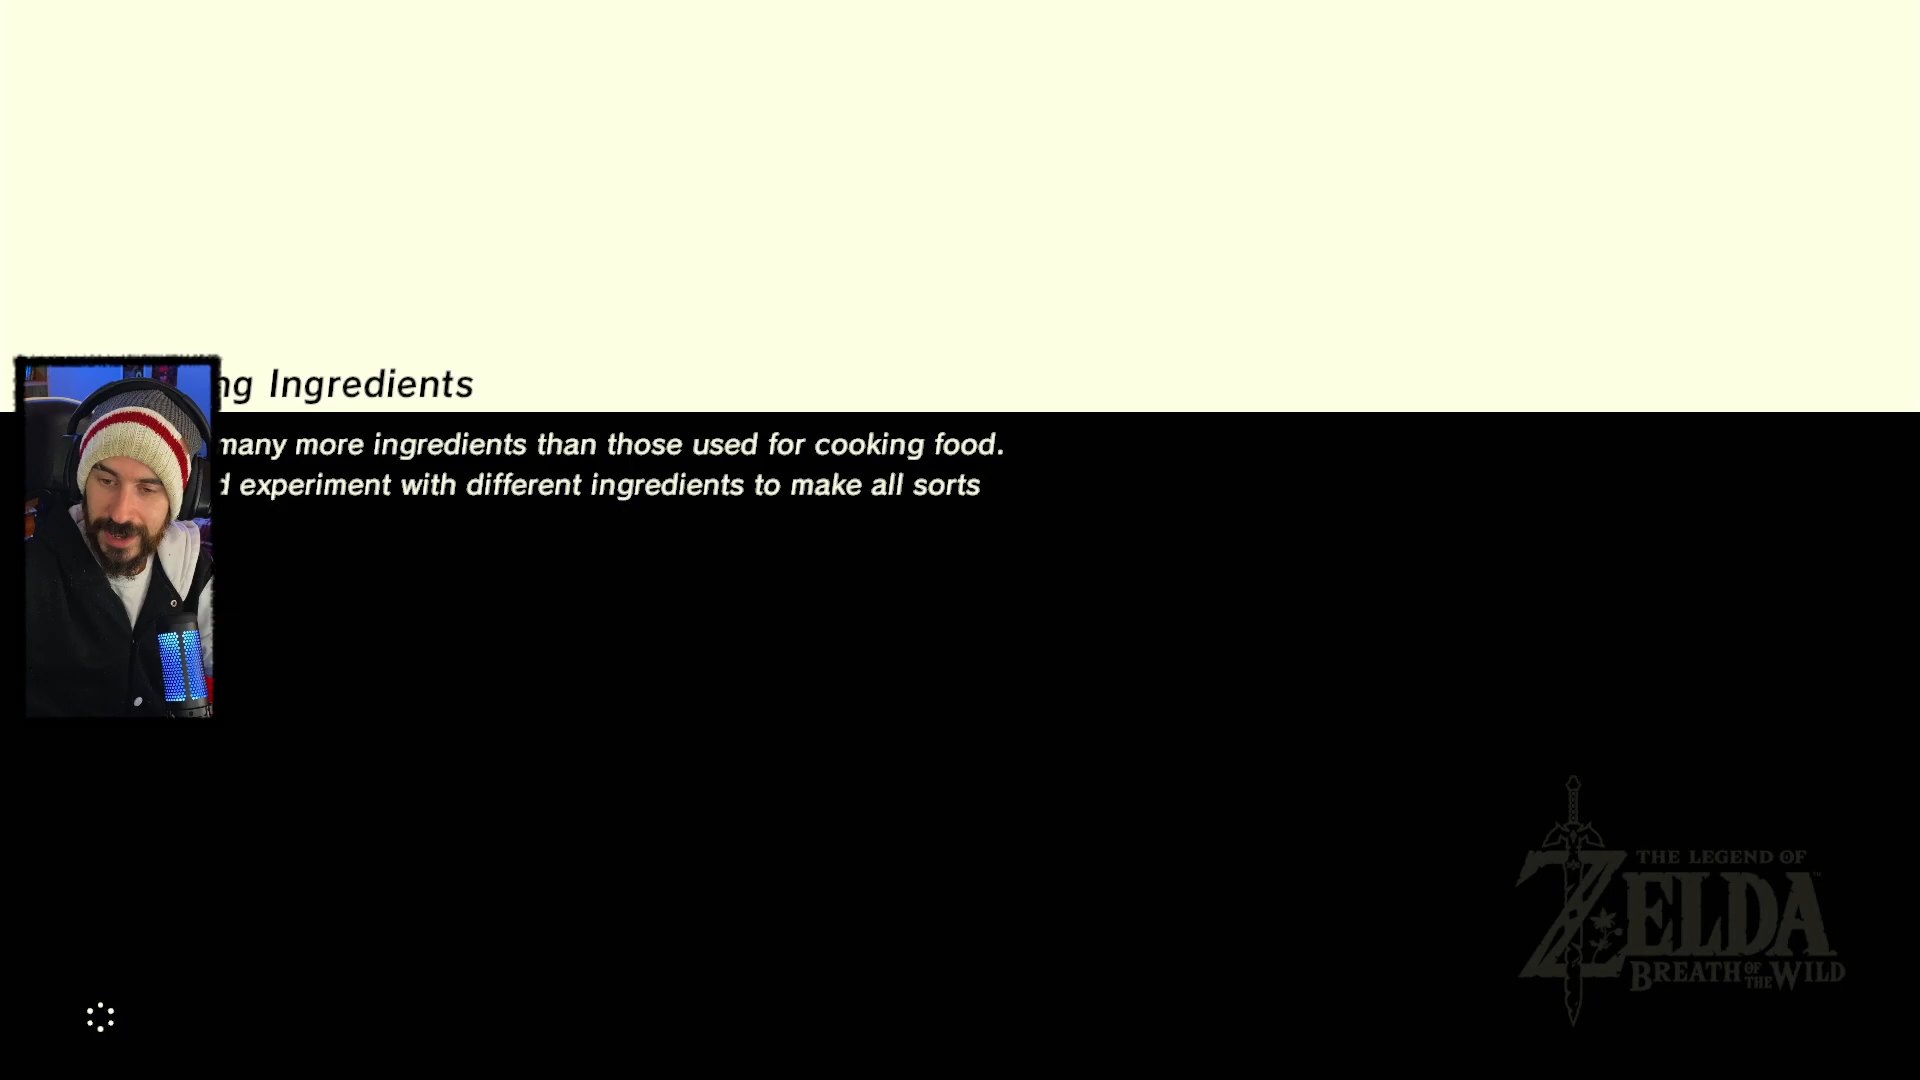 Ingredients
many more ingredients than those used for cooking food.
experiment with different ingredients to make all sorts
THE LEGEND OF
ZELDA
BREATH OF THE WILD